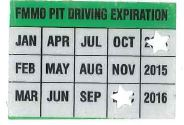 FMMO PIT DRIVING EXPIRATION
JAN APR JUL OCT
FEB MAY AUG NOV 2015
MAR JUN SEP 2016